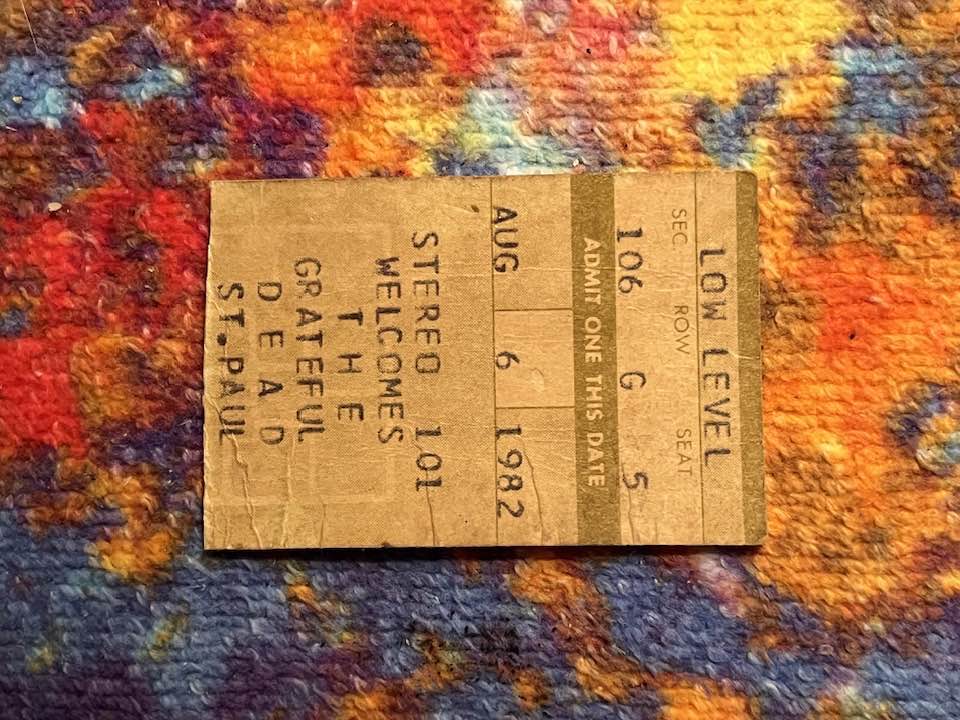 LOW LEVEL
SEC. ROW SEAT
106 G 5
ADMIT ONE THIS DATE
AUG 6 1982
STEREO 101
WELCOMES
THE
GRATEFUL
DEAD
ST.PAUL